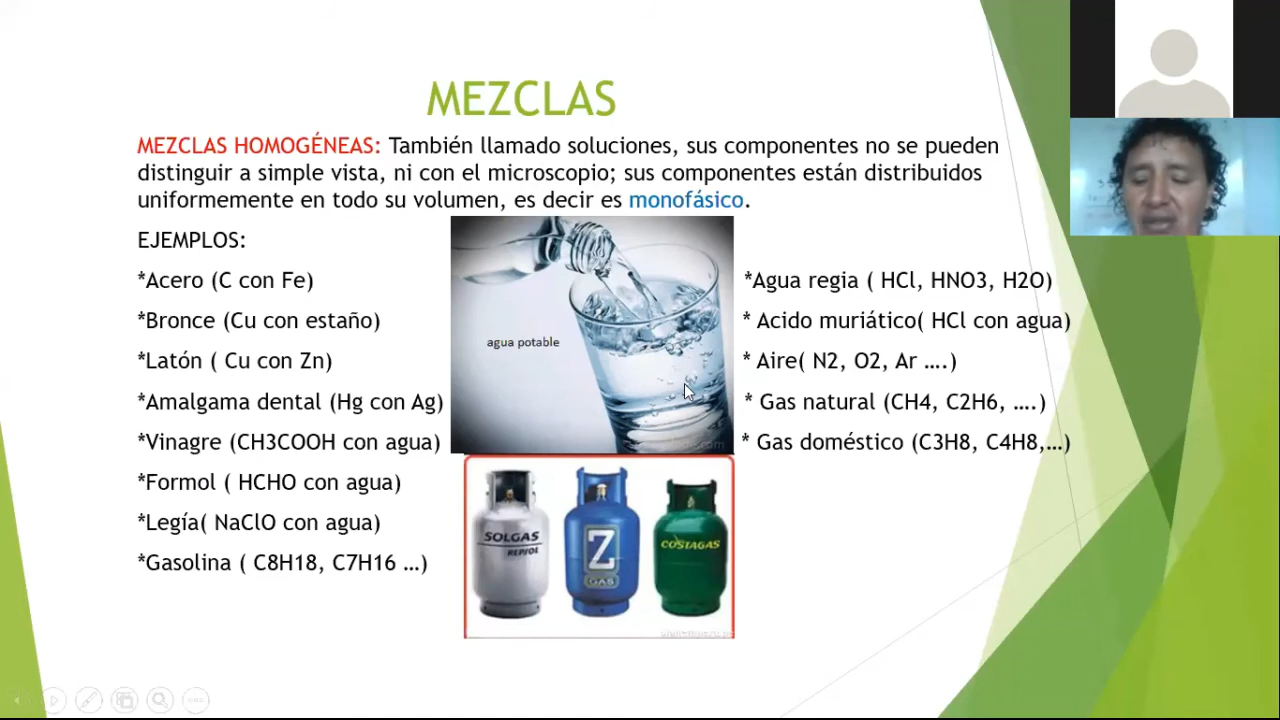 MEZCLAS
MEZCLAS HOMOGÉNEAS: También llamado soluciones, sus componentes no se pueden
distinguir a simple vista, ni con el microscopio; sus componentes están distribuidos
uniformemente en todo su volumen, es decir es monofásico.
EJEMPLOS:
*Acero (C con Fe)
*Bronce (Cu con estaño)
*Latón ( Cu con Zn)
*Amalgama dental (Hg con Ag)
*Vinagre (CH3COOH con agua)
*Formol ( HCHO con agua)
*Legía( NaClO con agua)
*Gasolina ( C8H18, C7H16 …)
agua potable
SOLGAS
REPSOL
Z
GAS
COSTAGAS
*Agua regia ( HCl, HNO3, H2O)
* Acido muriático( HCl con agua)
* Aire( N2, O2, Ar ….)
* Gas natural (CH4, C2H6, ….)
* Gas doméstico (C3H8, C4H8,…)